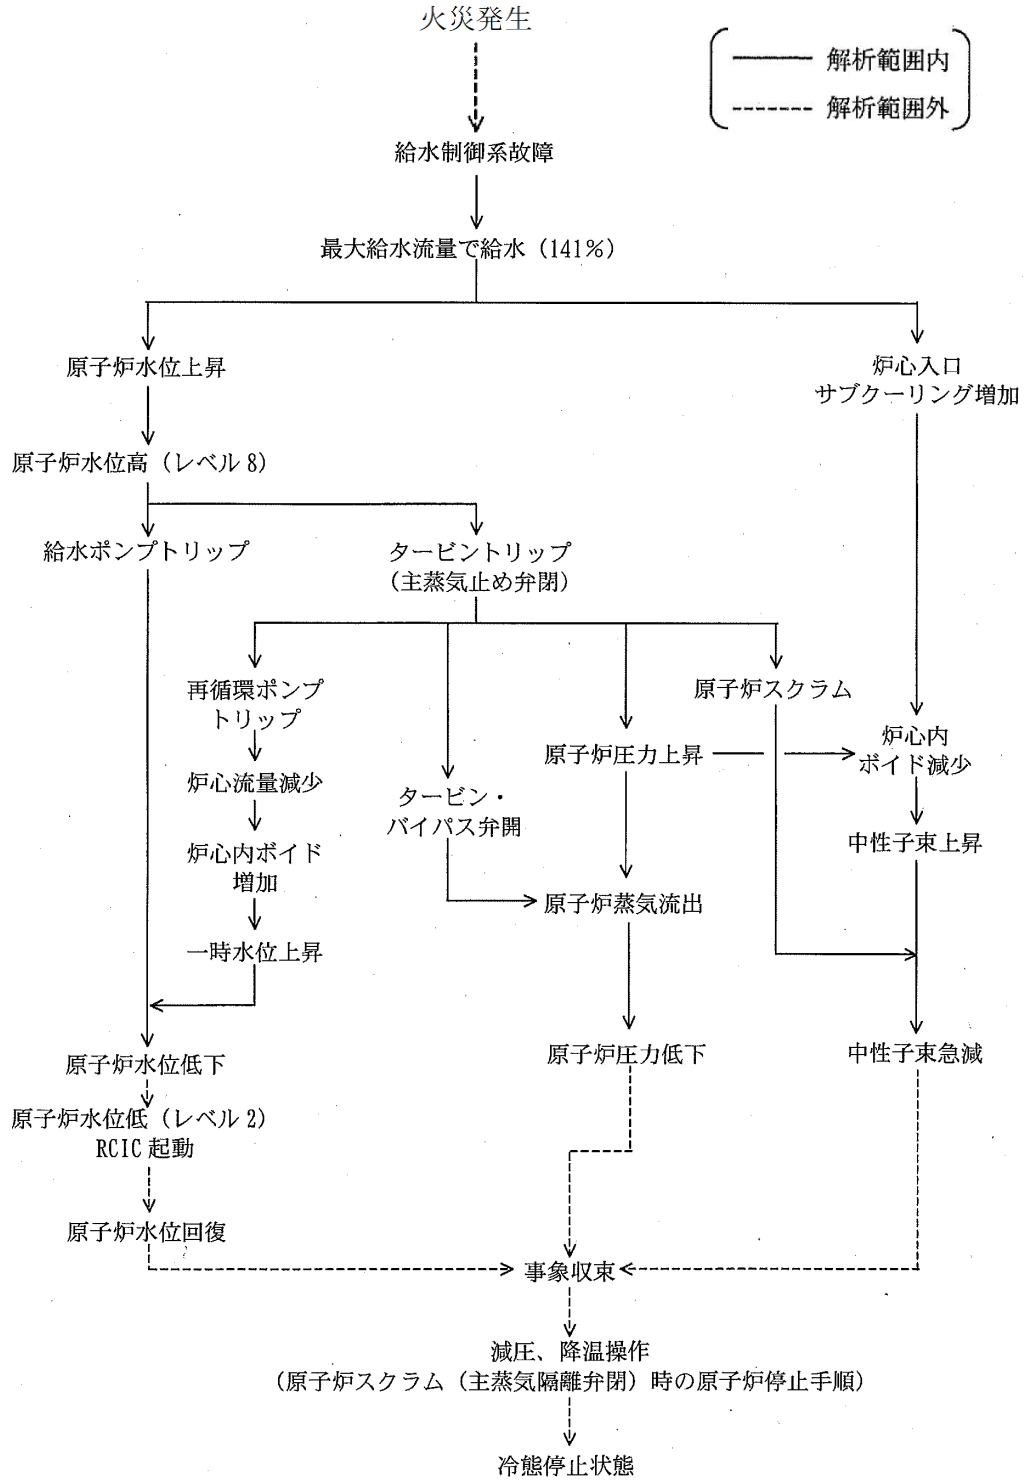 火災発生
解析範囲内
解析範囲外
給水制御系故障
最大給水流量で給水（141%）
原子炉水位上昇
炉心入口
サブクーリング増加
原子炉水位高（レベル8）
給水ポンプトリップ
タービントリップ
（主蒸気止め弁閉）
再循環ポンプ
トリップ
原子炉スクラム
原子炉圧力上昇
炉心内
ボイド減少
炉心流量減少
タービン・
バイパス弁開
中性子束上昇
炉心内ボイド
増加
原子炉蒸気流出
一時水位上昇
原子炉水位低下
原子炉圧力低下
中性子束急減
原子炉水位低（レベル2）
RCIC起動
原子炉水位回復
事象収束
減圧、降温操作
（原子炉スクラム（主蒸気隔離弁閉）時の原子炉停止手順）
冷態停止状態